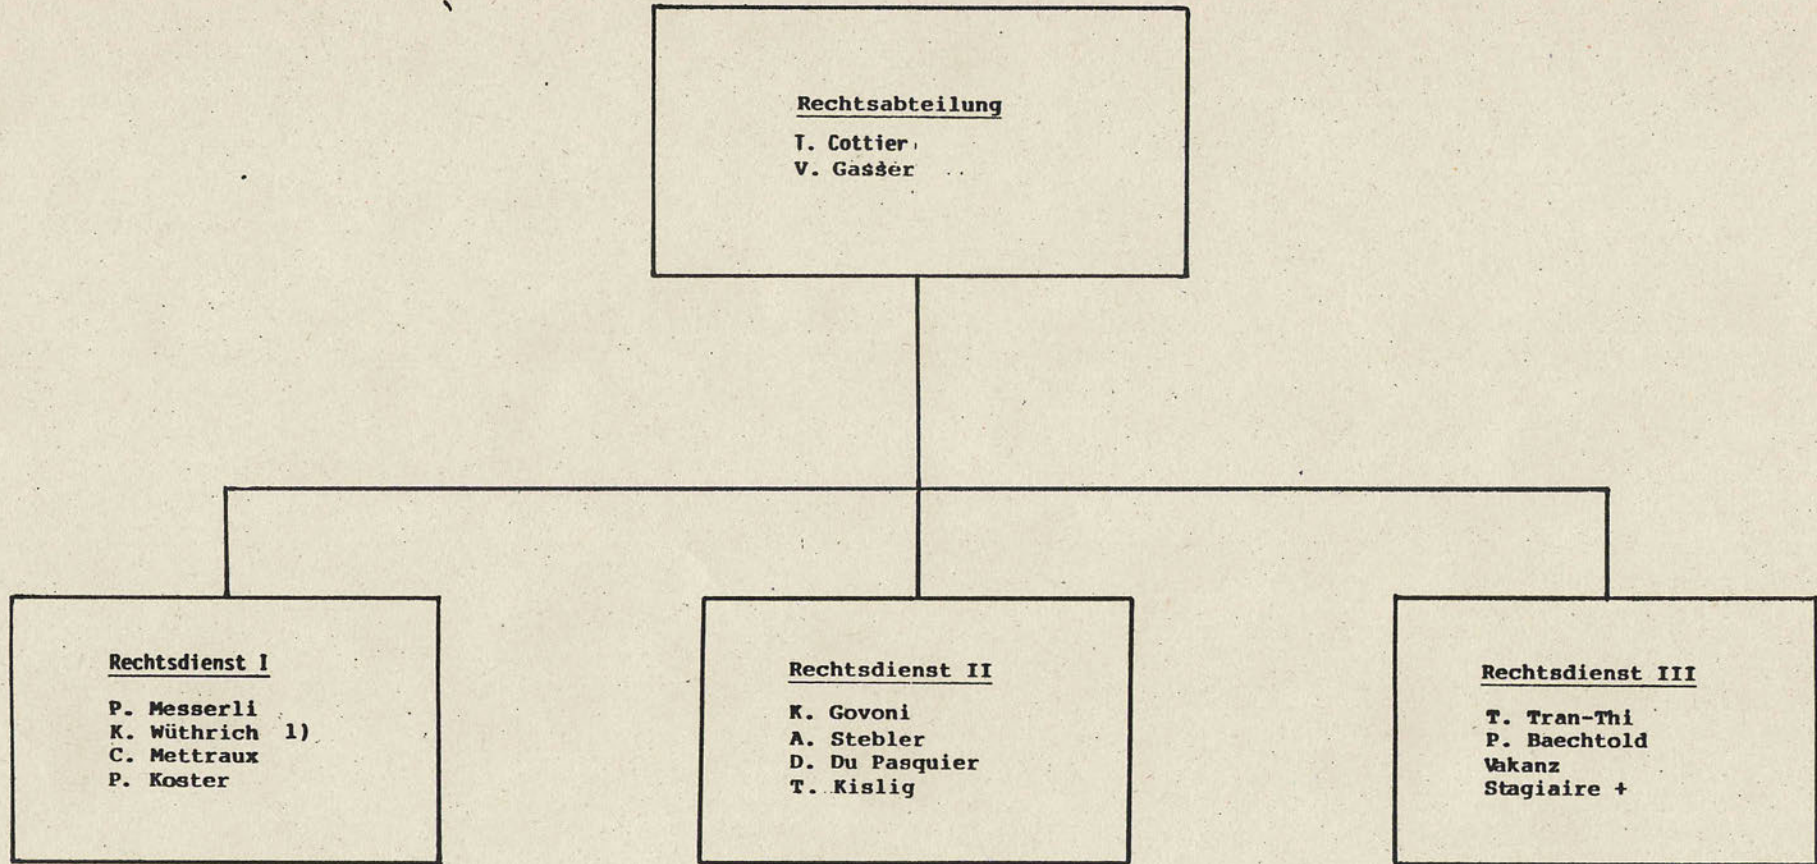 Rechtsabteilung
T. Cottier
V. Gasser
Rechtsdienst I
P. Messerli
K. Wüthrich 1)
C. Mettraux
P. Koster
Rechtsdienst II
K. Govoni
A. Stebler
D. Du Pasquier
T. Kislig
Rechtsdienst III
T. Tran-Thi
P. Baechtold
Vakanz
Stagiaire +